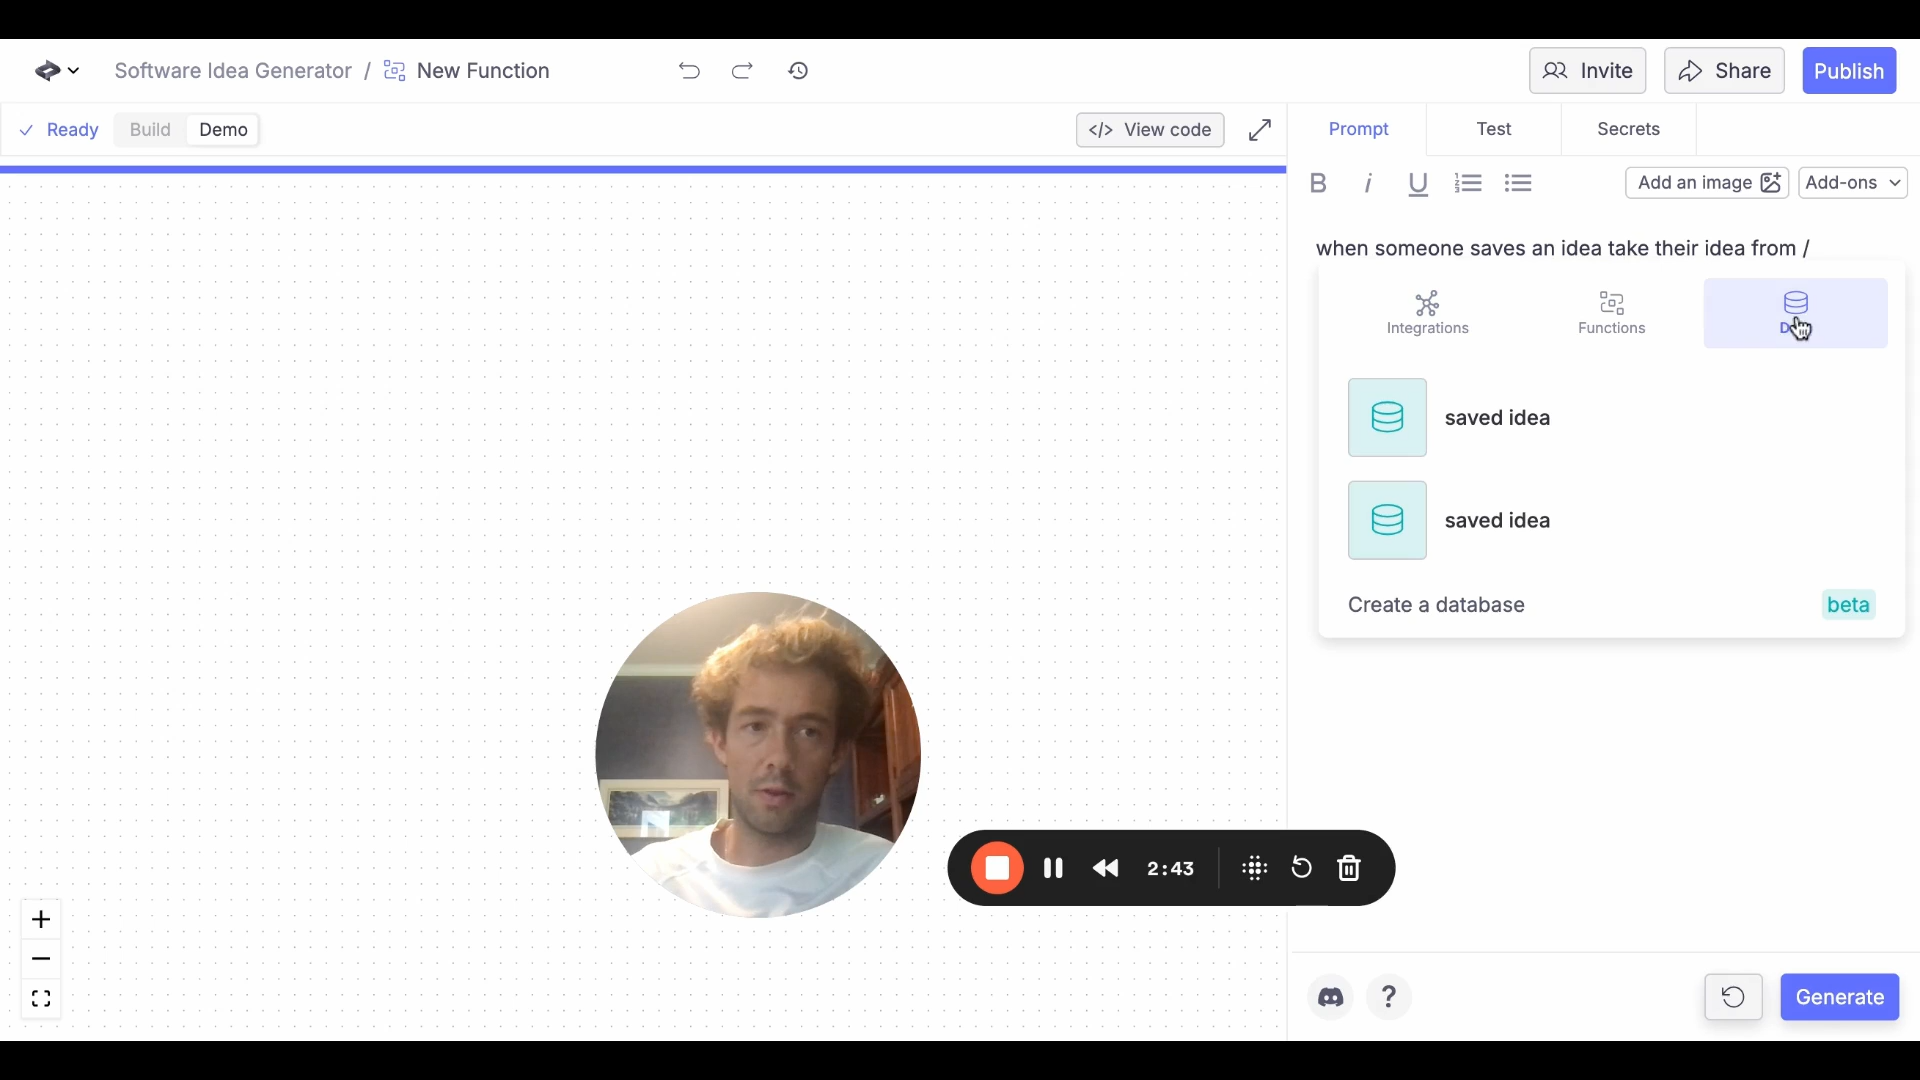 Software Idea Generator / New Function
Invite
Share
Publish
Ready
Build
Demo
</> View code
Prompt
Test
Secrets
B i U
Add an image
Add-ons
when someone saves an idea take their idea from /
Integrations
Functions
saved idea
saved idea
Create a database
beta
2:43
?
Generate